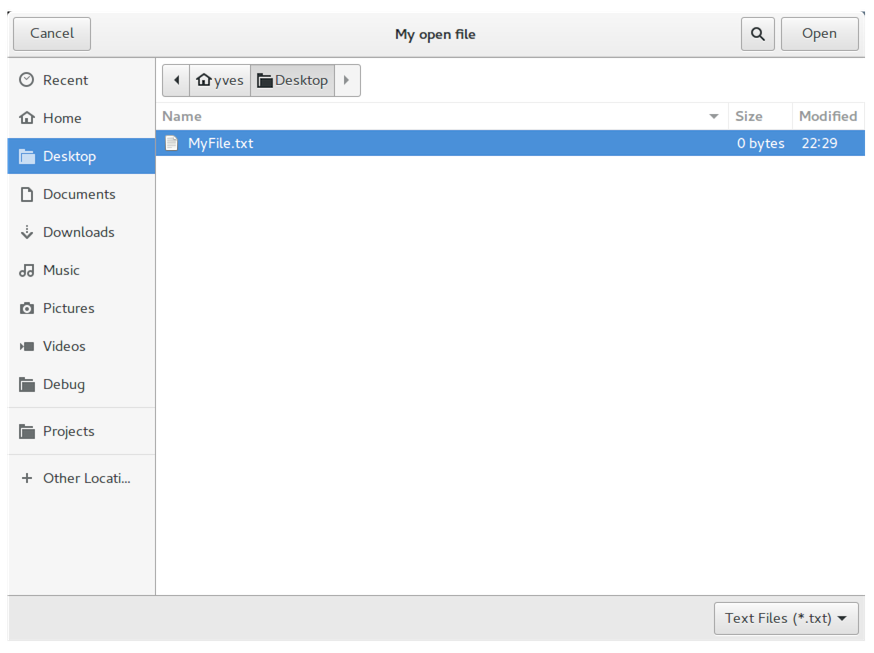 Cancel My open file Open
Recent
Home
Desktop
Documents
Downloads
Music
Pictures
Videos
Debug
Projects
Other Locati...
yves Desktop
Name Size Modified
MyFile.txt 0 bytes 22:29
Text Files (*.txt)